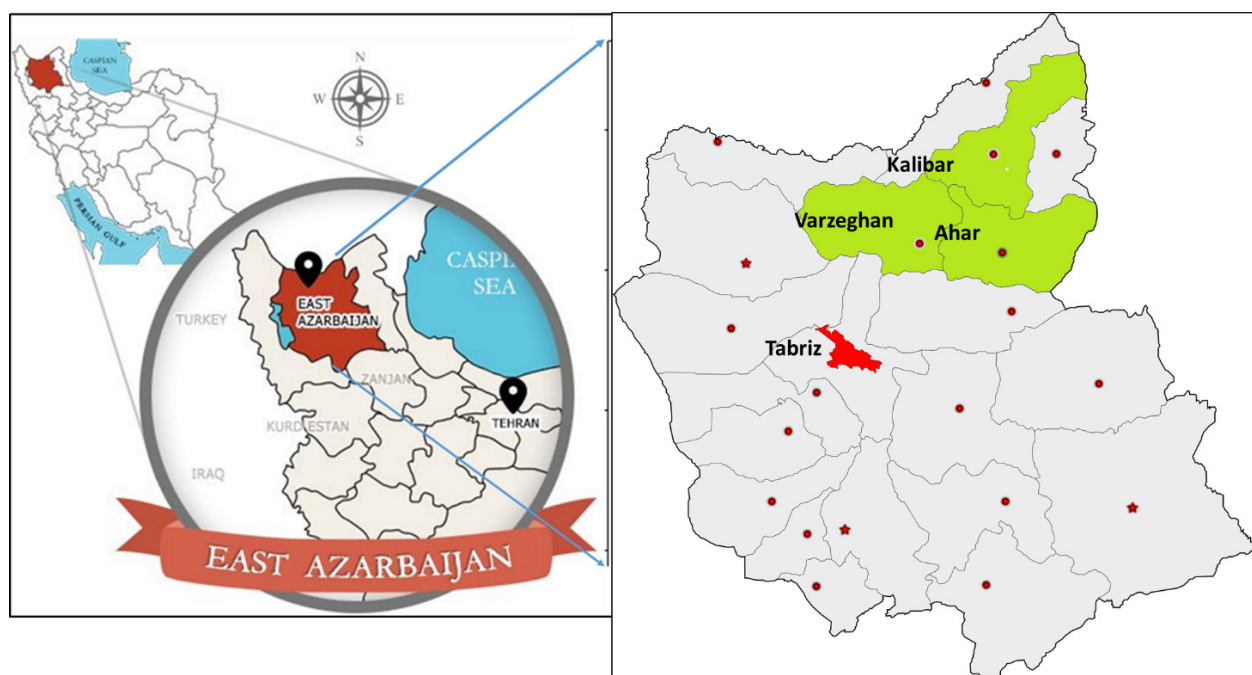 CASPIAN
SEA
N
W
E
S
PERSIAN GULF
CASPI
SEA
TURKEY
EAST
AZARBAIJAN
ZANJAN
TEHRAN
KURDESTAN
IRAQ
EAST AZARBAIJAN
Kalibar
Varzeghan
Ahar
Tabriz